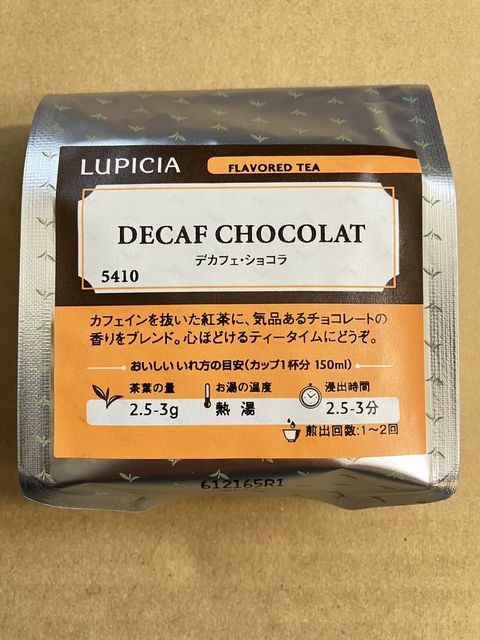 LUPICIA
FLAVORED TEA
DECAF CHOCOLAT
デカフェ・ショコラ
5410
カフェインを抜いた紅茶に、気品あるチョコレートの
香りをブレンド。心ほどけるティータイムにどうぞ。
おいしいいれ方の目安(カップ1杯分 150ml)
茶葉の量
2.5-3g
お湯の温度
熱 湯
浸出時間
2.5-3分
煎出回数:1~2回
612165R1